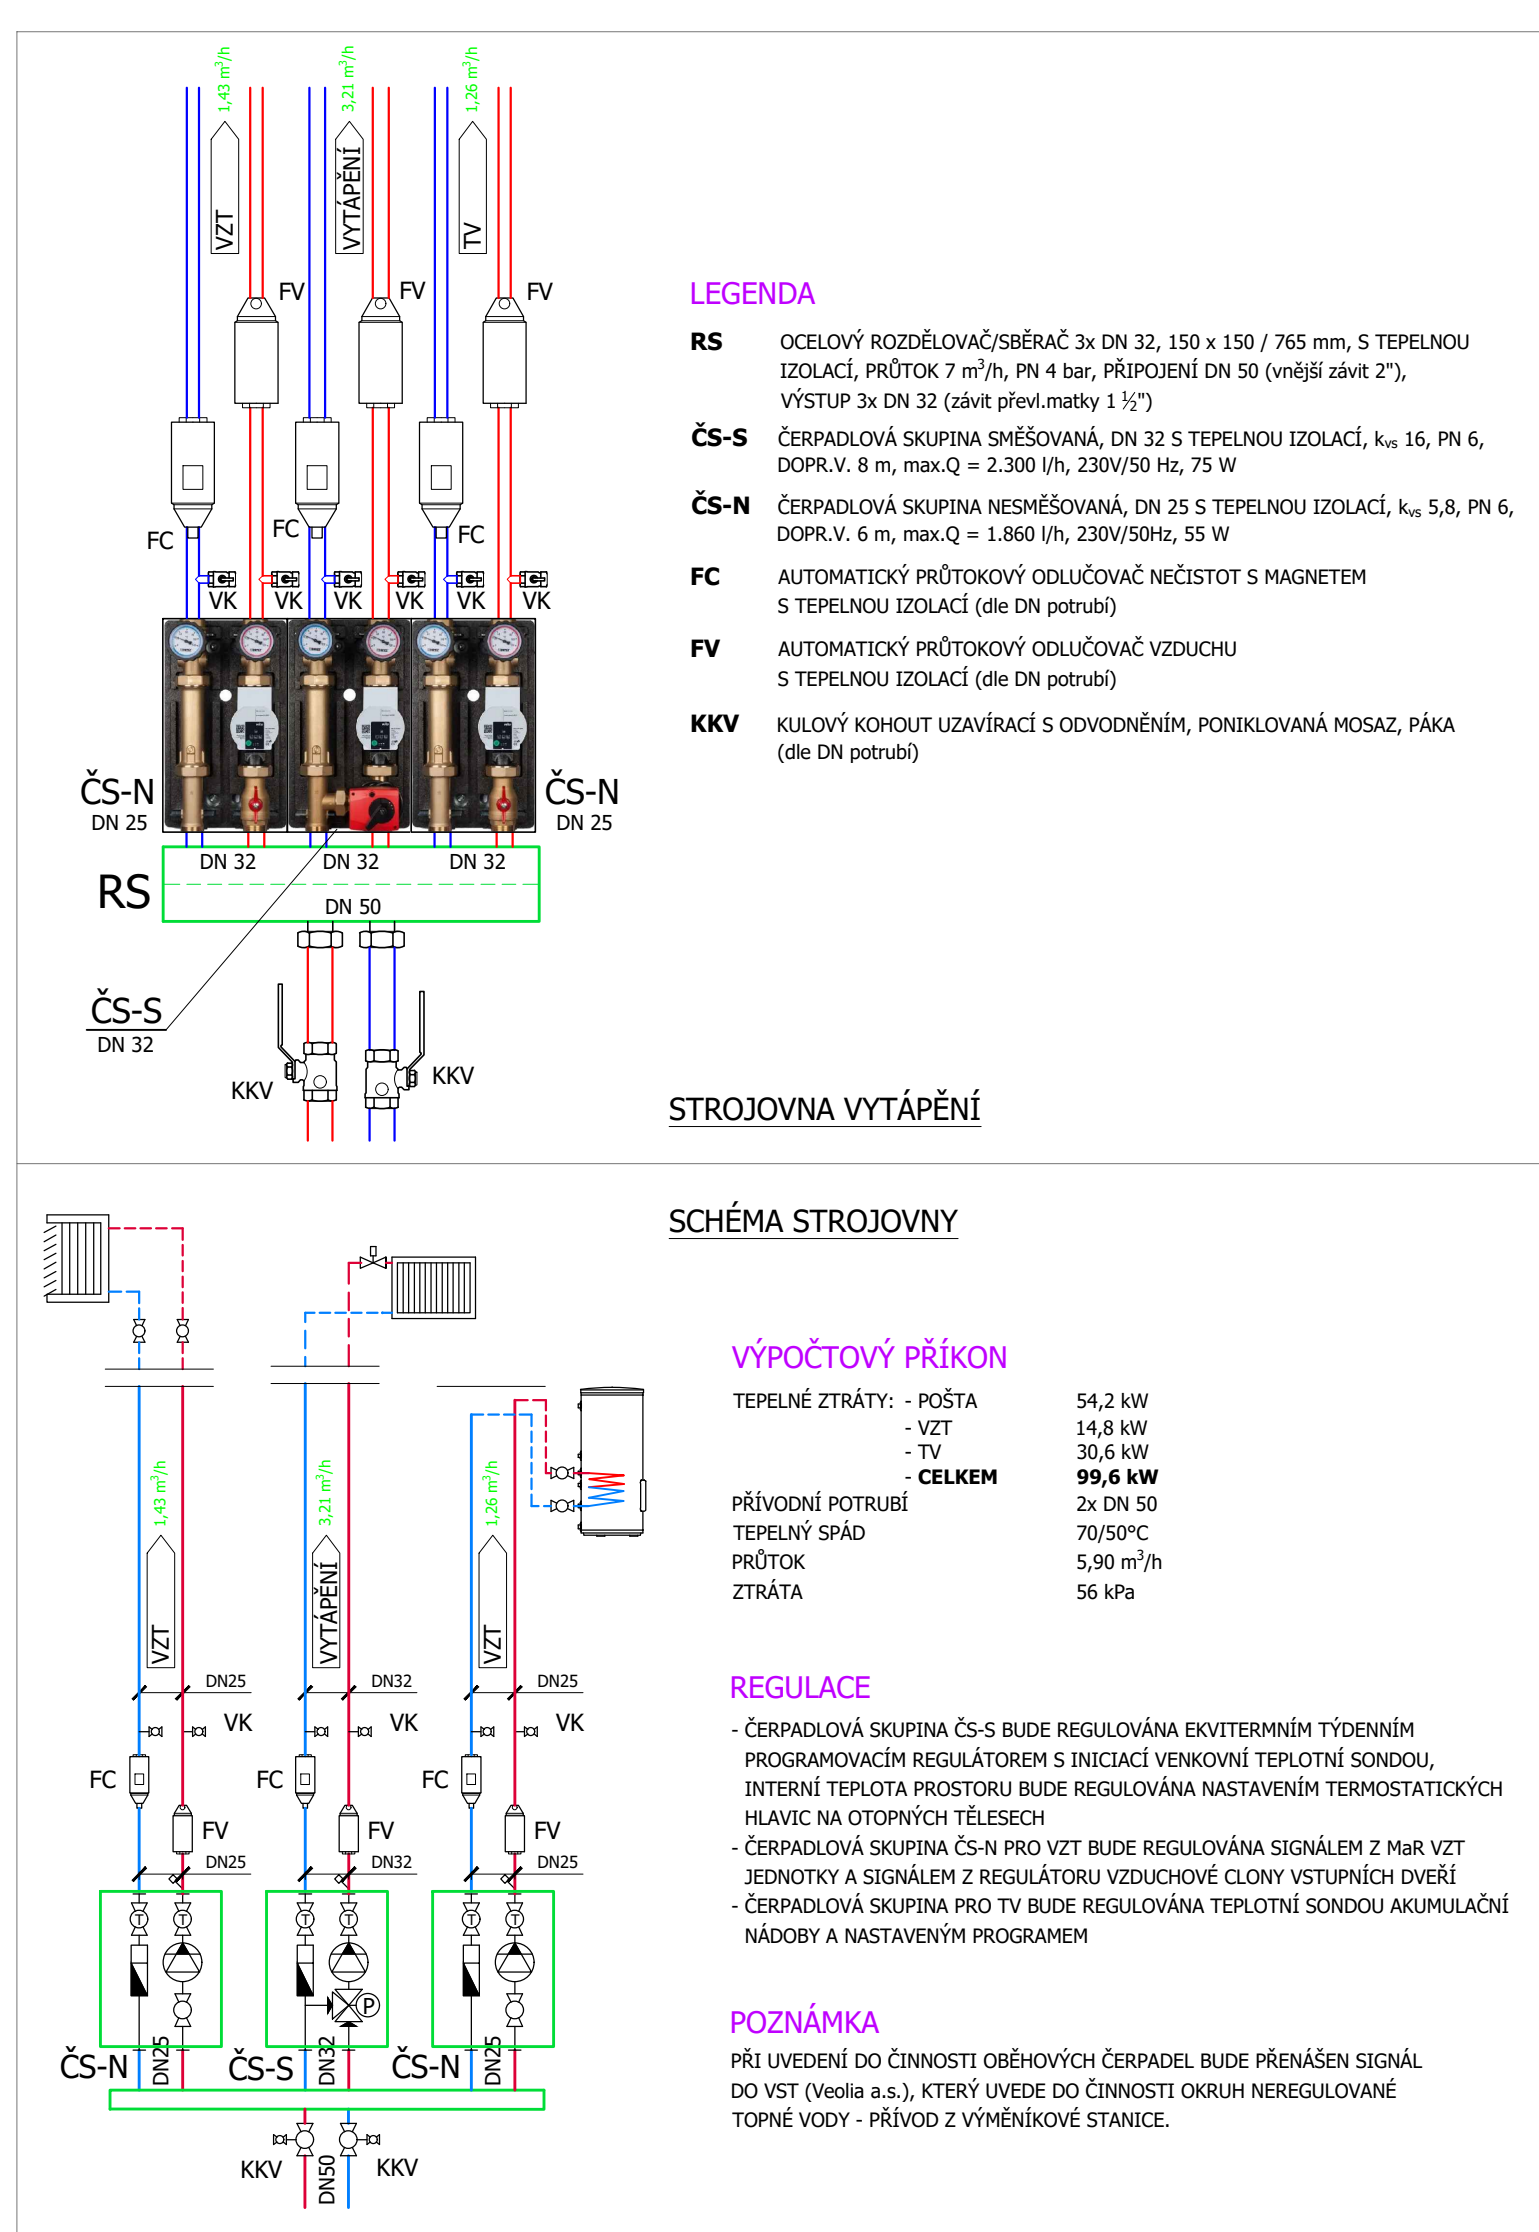 1,43 m³/h
3,21 m³/h
1,26 m³/h
VZT
VYTÁPĚNÍ
TV
FV
FV
FV
FC
FC
FC
VK
VK
VK
VK
VK
VK
ČS-N
DN 25
ČS-N
DN 25
DN 32
DN 32
DN 32
RS
DN 50
ČS-S
DN 32
KKV
KKV
LEGENDA
RS OCELOVÝ ROZDĚLOVAČ/SBĚRAČ 3x DN 32, 150 x 150 / 765 mm, S TEPELNOU
IZOLACÍ, PRŮTOK 7 m³/h, PN 4 bar, PŘIPOJENÍ DN 50 (vnější závit 2"),
VÝSTUP 3x DN 32 (závit převl.matky 1 ½")
ČS-S ČERPADLOVÁ SKUPINA SMĚŠOVANÁ, DN 32 S TEPELNOU IZOLACÍ, kvs 16, PN 6,
DOPR.V. 8 m, max.Q = 2.300 l/h, 230V/50 Hz, 75 W
ČS-N ČERPADLOVÁ SKUPINA NESMĚŠOVANÁ, DN 25 S TEPELNOU IZOLACÍ, kvs 5,8, PN 6,
DOPR.V. 6 m, max.Q = 1.860 l/h, 230V/50Hz, 55 W
FC AUTOMATICKÝ PRŮTOKOVÝ ODLUČOVAČ NEČISTOT S MAGNETEM
S TEPELNOU IZOLACÍ (dle DN potrubí)
FV AUTOMATICKÝ PRŮTOKOVÝ ODLUČOVAČ VZDUCHU
S TEPELNOU IZOLACÍ (dle DN potrubí)
KKV KULOVÝ KOHOUT UZAVÍRACÍ S ODVODNĚNÍM, PONIKLOVANÁ MOSAZ, PÁKA
(dle DN potrubí)
STROJOVNA VYTÁPĚNÍ
SCHÉMA STROJOVNY
1,43 m³/h
3,21 m³/h
1,26 m³/h
VZT
VYTÁPĚNÍ
VZT
DN25
DN32
DN25
VK
VK
VK
FC
FC
FC
FV
FV
FV
DN25
DN32
DN25
T
T
T
T
T
T
P
ČS-N
DN25
ČS-S
DN32
ČS-N
DN25
KKV
DN50
KKV
VÝPOČTOVÝ PŘÍKON
TEPELNÉ ZTRÁTY: - POŠTA 54,2 kW
- VZT 14,8 kW
- TV 30,6 kW
- CELKEM 99,6 kW
PŘÍVODNÍ POTRUBÍ 2x DN 50
TEPELNÝ SPÁD 70/50°C
PRŮTOK 5,90 m³/h
ZTRÁTA 56 kPa
REGULACE
- ČERPADLOVÁ SKUPINA ČS-S BUDE REGULOVÁNA EKVITERMNÍM TÝDENNÍM
PROGRAMOVACÍM REGULÁTOREM S INICIACÍ VENKOVNÍ TEPLOTNÍ SONDOU,
INTERNÍ TEPLOTA PROSTORU BUDE REGULOVÁNA NASTAVENÍM TERMOSTATICKÝCH
HLAVIC NA OTOPNÝCH TĚLESECH
- ČERPADLOVÁ SKUPINA ČS-N PRO VZT BUDE REGULOVÁNA SIGNÁLEM Z MaR VZT
JEDNOTKY A SIGNÁLEM Z REGULÁTORU VZDUCHOVÉ CLONY VSTUPNÍCH DVEŘÍ
- ČERPADLOVÁ SKUPINA PRO TV BUDE REGULOVÁNA TEPLOTNÍ SONDOU AKUMULAČNÍ
NÁDOBY A NASTAVENÝM PROGRAMEM
POZNÁMKA
PŘI UVEDENÍ DO ČINNOSTI OBĚHOVÝCH ČERPADEL BUDE PŘENÁŠEN SIGNÁL
DO VST (Veolia a.s.), KTERÝ UVEDE DO ČINNOSTI OKRUH NEREGULOVANÉ
TOPNÉ VODY - PŘÍVOD Z VÝMĚNÍKOVÉ STANICE.